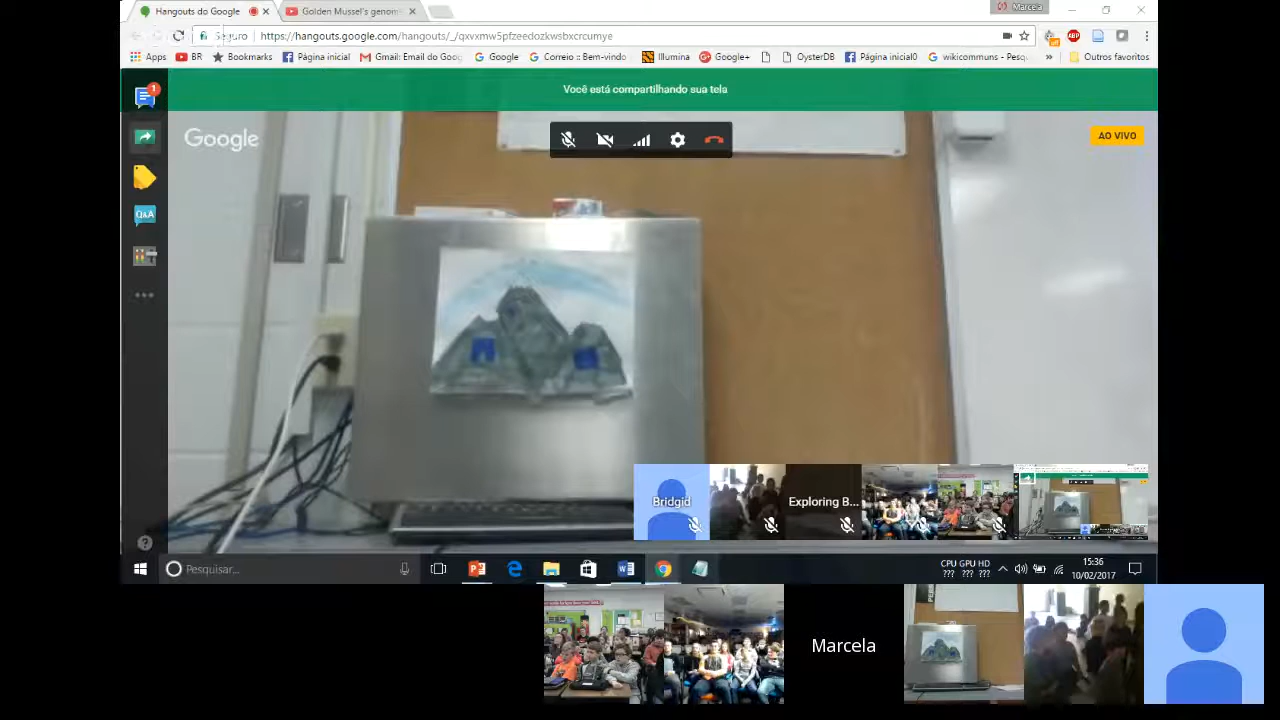 Hangouts do Google
Golden Mussel's genom
Marcela
Seguro
https://hangouts.google.com/hangouts/_/qxvxmw5pfzeedozkwsbxcrcumye
Apps
BR
Bookmarks
Página inicial
Gmail: Email do Goog
Google
Correio :: Bem-vindo
Illumina
Google+
OysterDB
Página inicial0
wikicommuns - Pesq
»
Outros favoritos
1
Você está compartilhando sua tela
Google
AO VIVO
Q&A
Bridgid
Exploring B...
?
Pesquisar...
CPU GPU HD
??? ??? ???
15:36
10/02/2017
Marcela